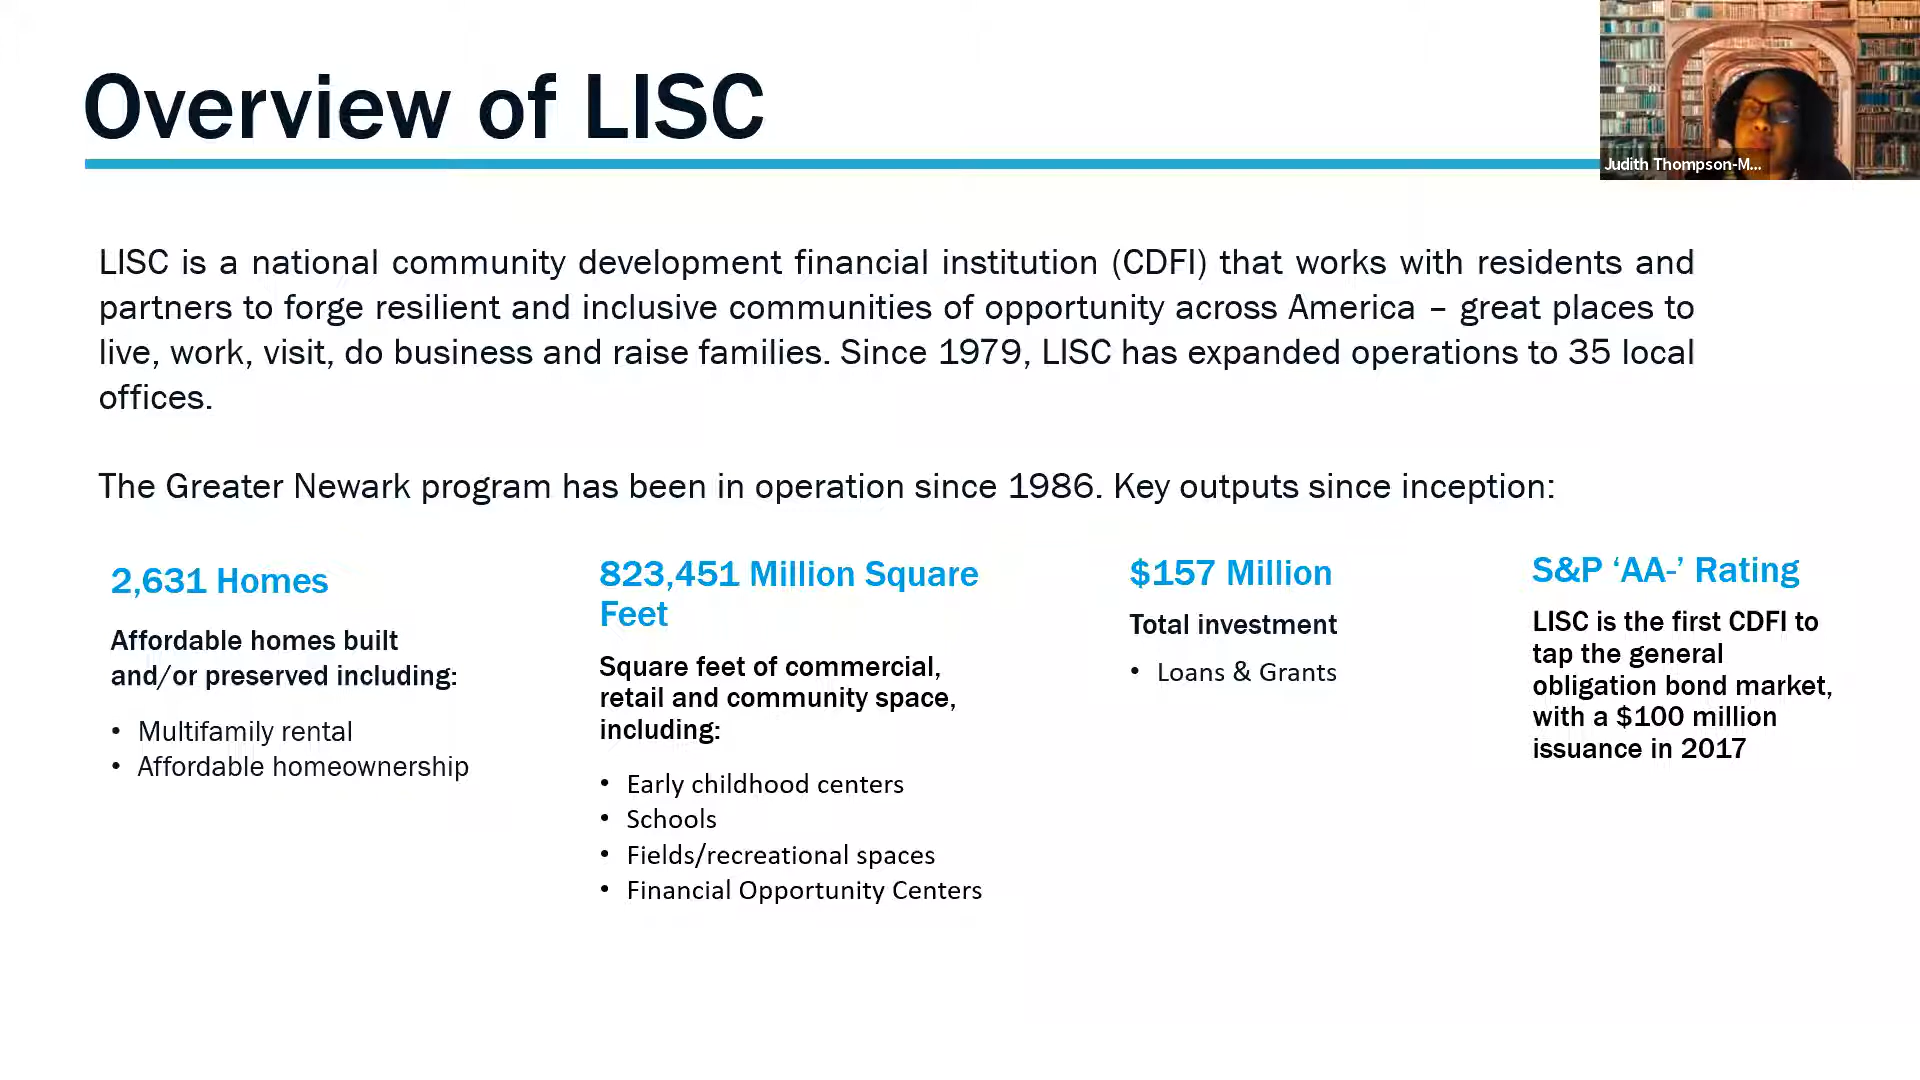 Overview of LISC
Judith Thompson-M...
LISC is a national community development financial institution (CDFI) that works with residents and
partners to forge resilient and inclusive communities of opportunity across America – great places to
live, work, visit, do business and raise families. Since 1979, LISC has expanded operations to 35 local
offices.
The Greater Newark program has been in operation since 1986. Key outputs since inception:
2,631 Homes
Affordable homes built
and/or preserved including:
• Multifamily rental
• Affordable homeownership
823,451 Million Square
Feet
Square feet of commercial,
retail and community space,
including:
• Early childhood centers
• Schools
• Fields/recreational spaces
• Financial Opportunity Centers
$157 Million
Total investment
• Loans & Grants
S&P ‘AA-’ Rating
LISC is the first CDFI to
tap the general
obligation bond market,
with a $100 million
issuance in 2017